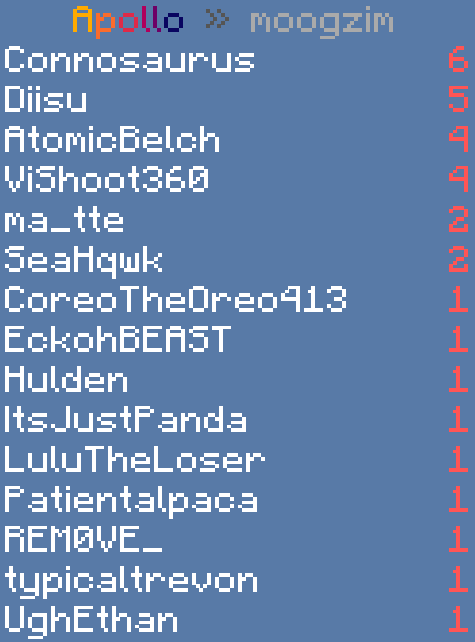 Apollo » moogzim
Connosaurus 6
Diisu 5
AtomicBelch 4
ViShoot360 4
ma_tte 2
SeaHqwk 2
CoreoTheOreo413 1
EckohBEAST 1
Hulden 1
ItsJustPanda 1
LuluTheLoser 1
Patientalpaca 1
REM0VE_ 1
typicaltrevon 1
UghEthan 1